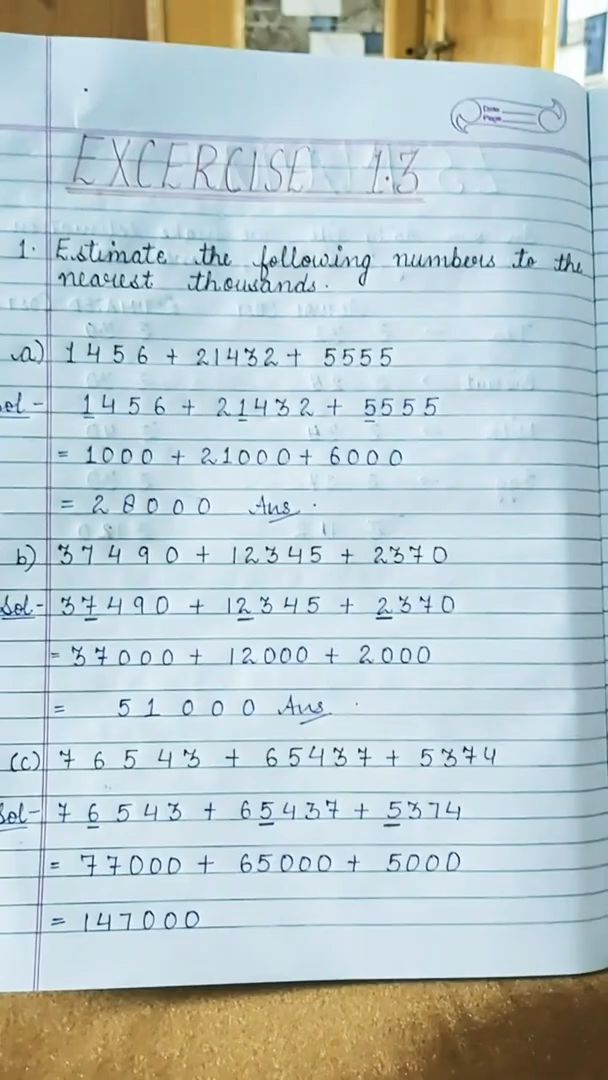 Date
Page
EXCERCISE 1.3
1. Estimate the following numbers to the
nearest thousands.
a) 1456 + 21432 + 5555
Sol- 1456 + 21432 + 5555
= 1000 + 21000 + 6000
= 28000 Ans.
b) 37490 + 12345 + 2370
Sol- 37490 + 12345 + 2370
= 37000 + 12000 + 2000
= 51000 Ans.
(c) 76543 + 65437 + 5374
Sol- 76543 + 65437 + 5374
= 77000 + 65000 + 5000
= 147000